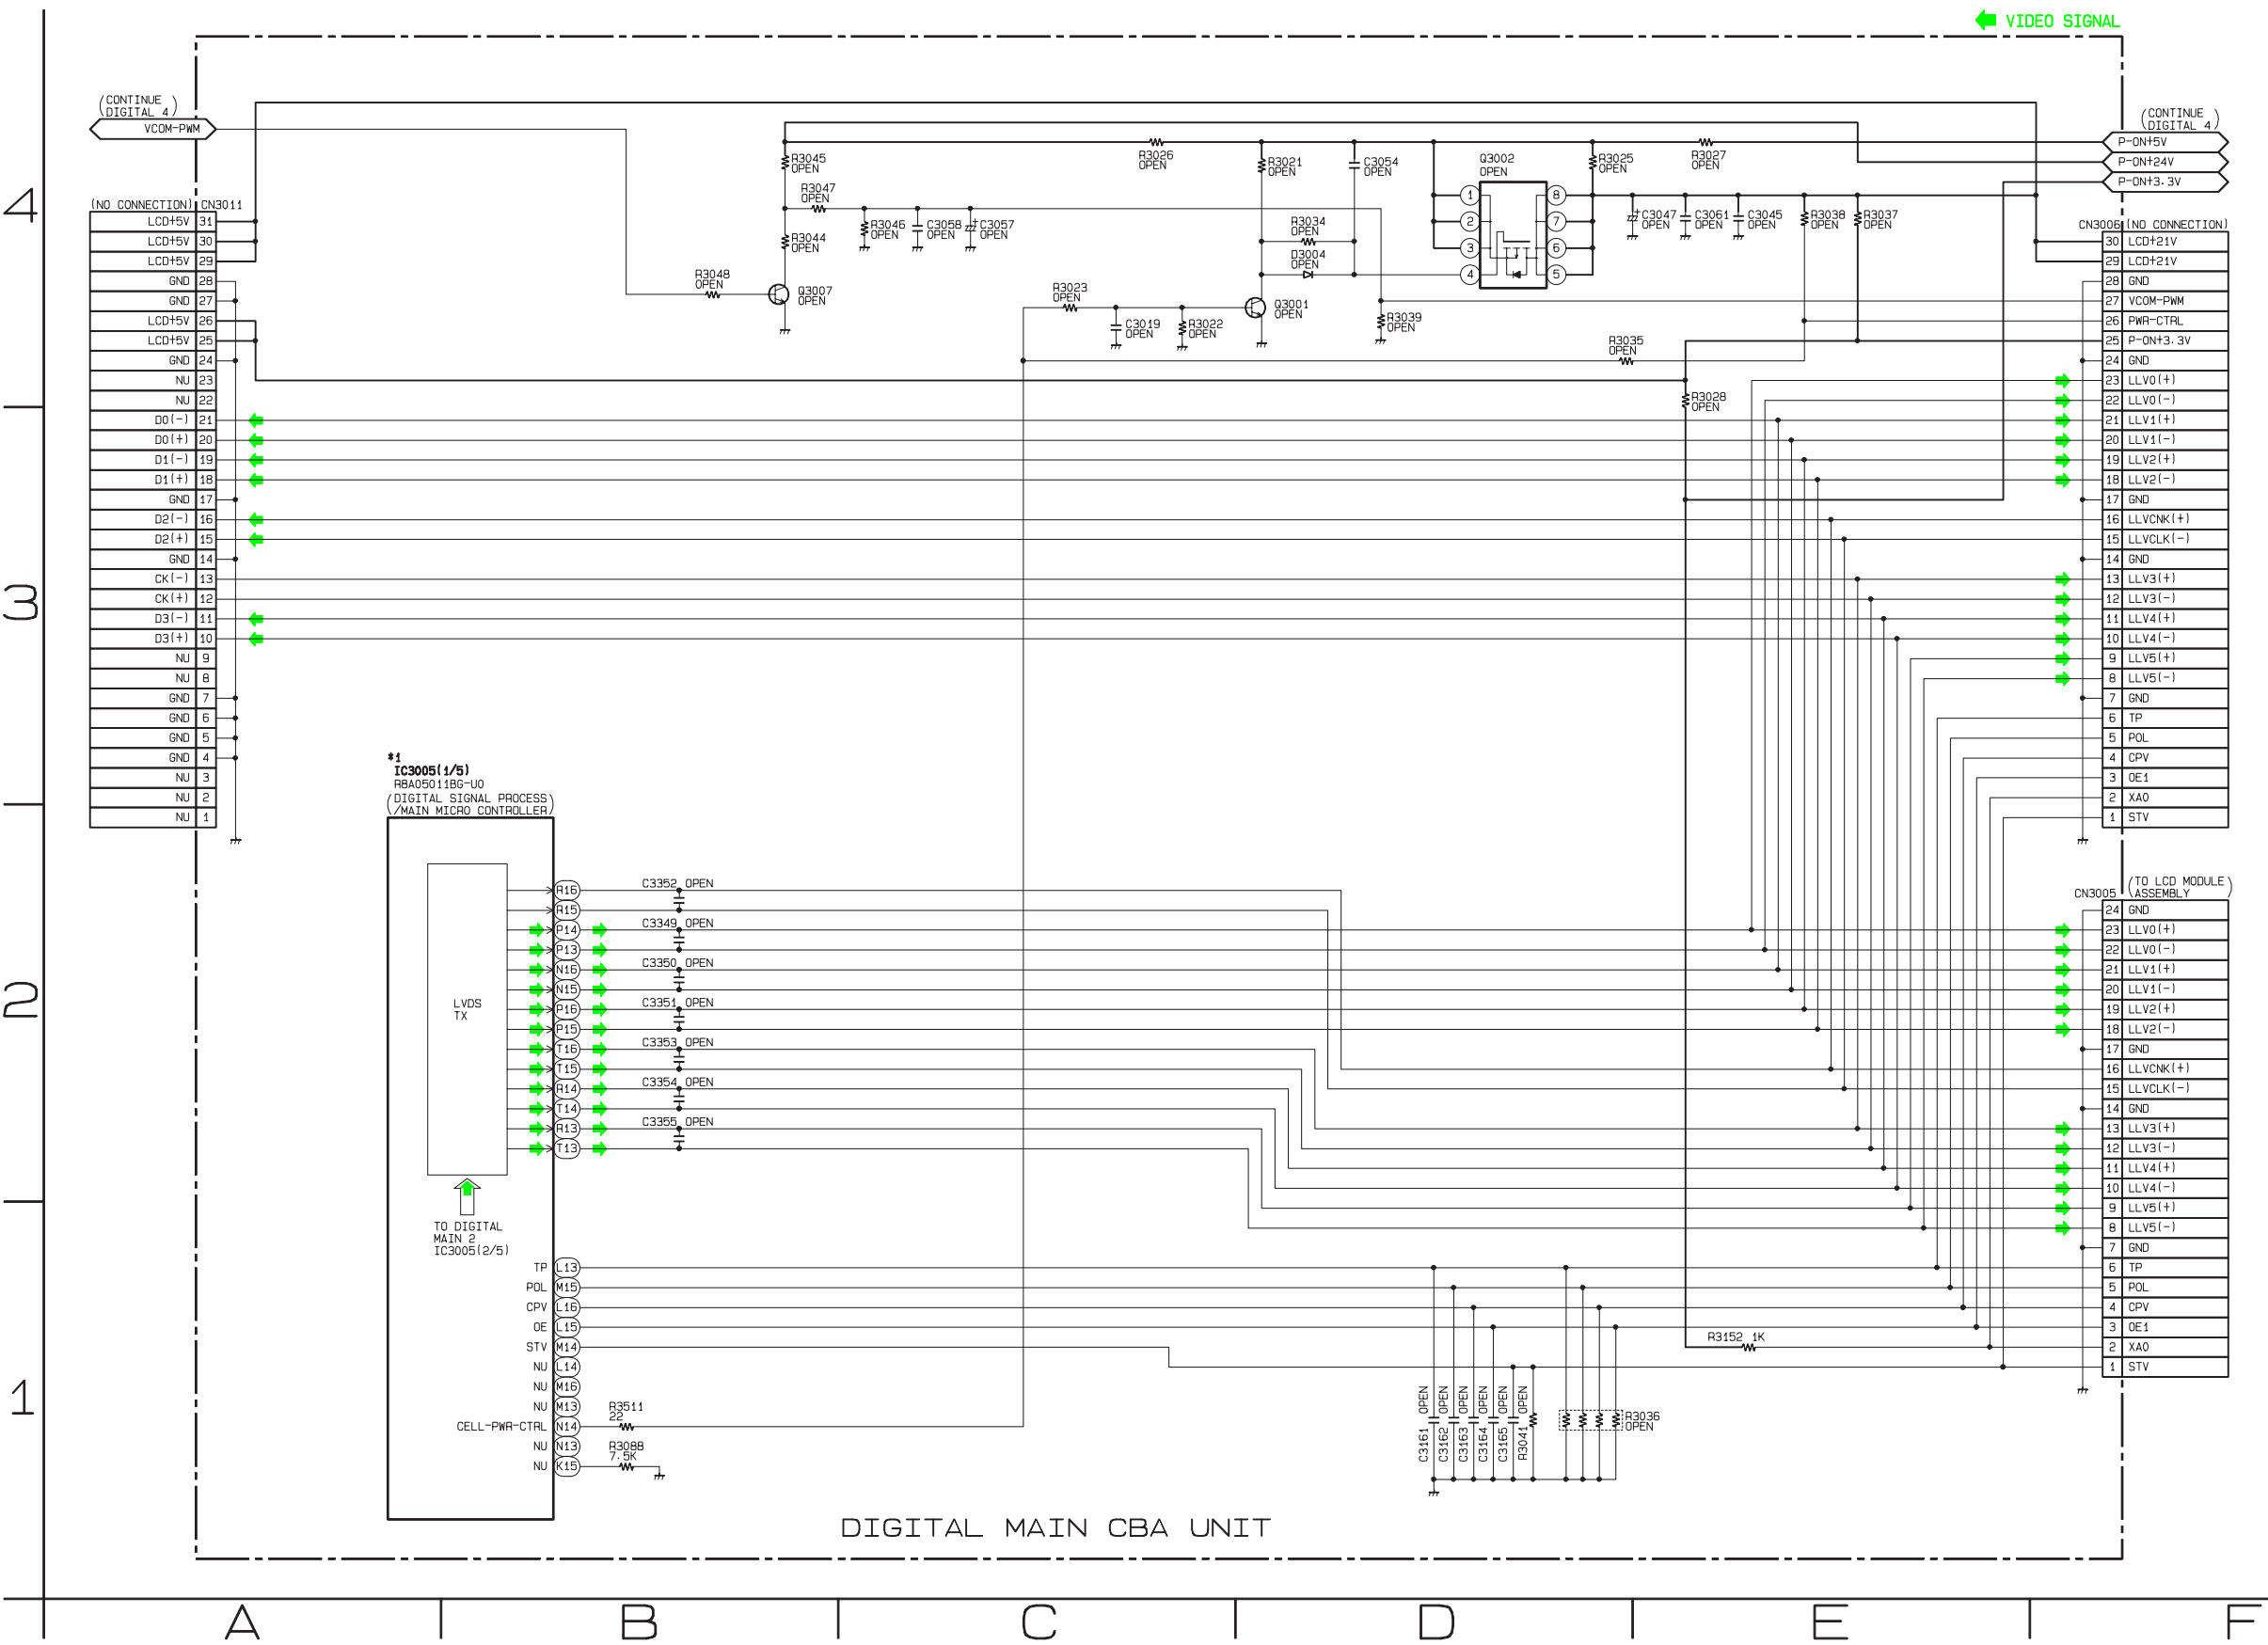 VIDEO SIGNAL
(CONTINUE
DIGITAL 4)
VCOM-PWM
(CONTINUE
DIGITAL 4)
P-ON+5V
P-ON+24V
P-ON+3.3V
R3045
OPEN
R3047
OPEN
R3046
OPEN
C3058
OPEN
C3057
OPEN
R3044
OPEN
R3048
OPEN
Q3007
OPEN
R3026
OPEN
R3021
OPEN
C3054
OPEN
Q3002
OPEN
1
2
3
4
8
7
6
5
R3025
OPEN
R3027
OPEN
R3034
OPEN
D3004
OPEN
R3023
OPEN
C3019
OPEN
R3022
OPEN
Q3001
OPEN
R3039
OPEN
C3047
OPEN
C3061
OPEN
C3045
OPEN
R3038
OPEN
R3037
OPEN
R3035
OPEN
R3028
OPEN
(NO CONNECTION) CN3011
LCD+5V 31
LCD+5V 30
LCD+5V 29
GND 28
GND 27
LCD+5V 26
LCD+5V 25
GND 24
NU 23
NU 22
D0(-) 21
D0(+) 20
D1(-) 19
D1(+) 18
GND 17
D2(-) 16
D2(+) 15
GND 14
CK(-) 13
CK(+) 12
D3(-) 11
D3(+) 10
NU 9
NU 8
GND 7
GND 6
GND 5
GND 4
NU 3
NU 2
NU 1
CN3006 (NO CONNECTION)
30 LCD+21V
29 LCD+21V
28 GND
27 VCOM-PWM
26 PWR-CTRL
25 P-ON+3.3V
24 GND
23 LLV0(+)
22 LLV0(-)
21 LLV1(+)
20 LLV1(-)
19 LLV2(+)
18 LLV2(-)
17 GND
16 LLVCNK(+)
15 LLVCLK(-)
14 GND
13 LLV3(+)
12 LLV3(-)
11 LLV4(+)
10 LLV4(-)
9 LLV5(+)
8 LLV5(-)
7 GND
6 TP
5 POL
4 CPV
3 OE1
2 XAO
1 STV
*1
IC3005(1/5)
R8A05011BG-U0
(DIGITAL SIGNAL PROCESS
/MAIN MICRO CONTROLLER)
LVDS
TX
TO DIGITAL
MAIN 2
IC3005(2/5)
R16
R15
P14
P13
N16
N15
P16
P15
T16
T15
R14
T14
R13
T13
C3352 OPEN
C3349 OPEN
C3350 OPEN
C3351 OPEN
C3353 OPEN
C3354 OPEN
C3355 OPEN
TP L13
POL M15
CPV L16
OE L15
STV M14
NU L14
NU M16
NU M13
CELL-PWR-CTRL N14
NU N13
NU K15
R3511
22
R3088
7.5K
C3161 OPEN
C3162 OPEN
C3163 OPEN
C3164 OPEN
C3165 OPEN
R3041 OPEN
R3036
OPEN
R3152 1K
CN3005 (TO LCD MODULE
ASSEMBLY)
24 GND
23 LLV0(+)
22 LLV0(-)
21 LLV1(+)
20 LLV1(-)
19 LLV2(+)
18 LLV2(-)
17 GND
16 LLVCNK(+)
15 LLVCLK(-)
14 GND
13 LLV3(+)
12 LLV3(-)
11 LLV4(+)
10 LLV4(-)
9 LLV5(+)
8 LLV5(-)
7 GND
6 TP
5 POL
4 CPV
3 OE1
2 XAO
1 STV
DIGITAL MAIN CBA UNIT
4
3
2
1
A B C D E F